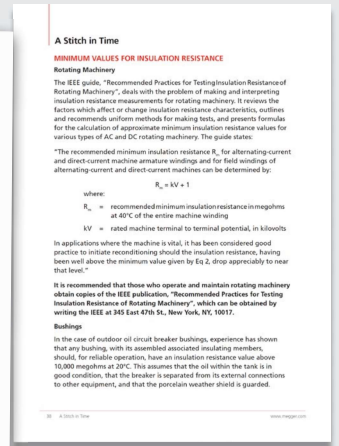 A Stitch in Time
MINIMUM VALUES FOR INSULATION RESISTANCE
Rotating Machinery
The IEEE guide, "Recommended Practices for TestingInsulation Resistanceof
Rotating Machinery", deals with the problem of making and interpreting
insulation resistance measurements for rotating machinery. It reviews the
factors which affect or change insulation resistance characteristics, outlines
and recommends uniform methods for making tests, and presents formulas
for the calculation of approximate minimum insulation resistance values for
various types of AC and DC rotating machinery. The guide states:
"The recommended minimum insulation resistance Rm for alternating-current
and direct-current machine armature windings and for field windings of
alternating-current and direct-current machines can be determined by:
Rm = kV + 1
where:
Rm = recommended minimum insulation resistance in megohms
at 40°C of the entire machine winding
kV = rated machine terminal to terminal potential, in kilovolts
In applications where the machine is vital, it has been considered good
practice to initiate reconditioning should the insulation resistance, having
been well above the minimum value given by Eq 2, drop appreciably to near
that level."
It is recommended that those who operate and maintain rotating machinery
obtain copies of the IEEE publication, "Recommended Practices for Testing
Insulation Resistance of Rotating Machinery", which can be obtained by
writing the IEEE at 345 East 47th St., New York, NY, 10017.
Bushings
In the case of outdoor oil circuit breaker bushings, experience has shown
that any bushing, with its assembled associated insulating members,
should, for reliable operation, have an insulation resistance value above
10,000 megohms at 20°C. This assumes that the oil within the tank is in
good condition, that the breaker is separated from its external connections
to other equipment, and that the porcelain weather shield is guarded.
A Stitch in Time
www.megger.com